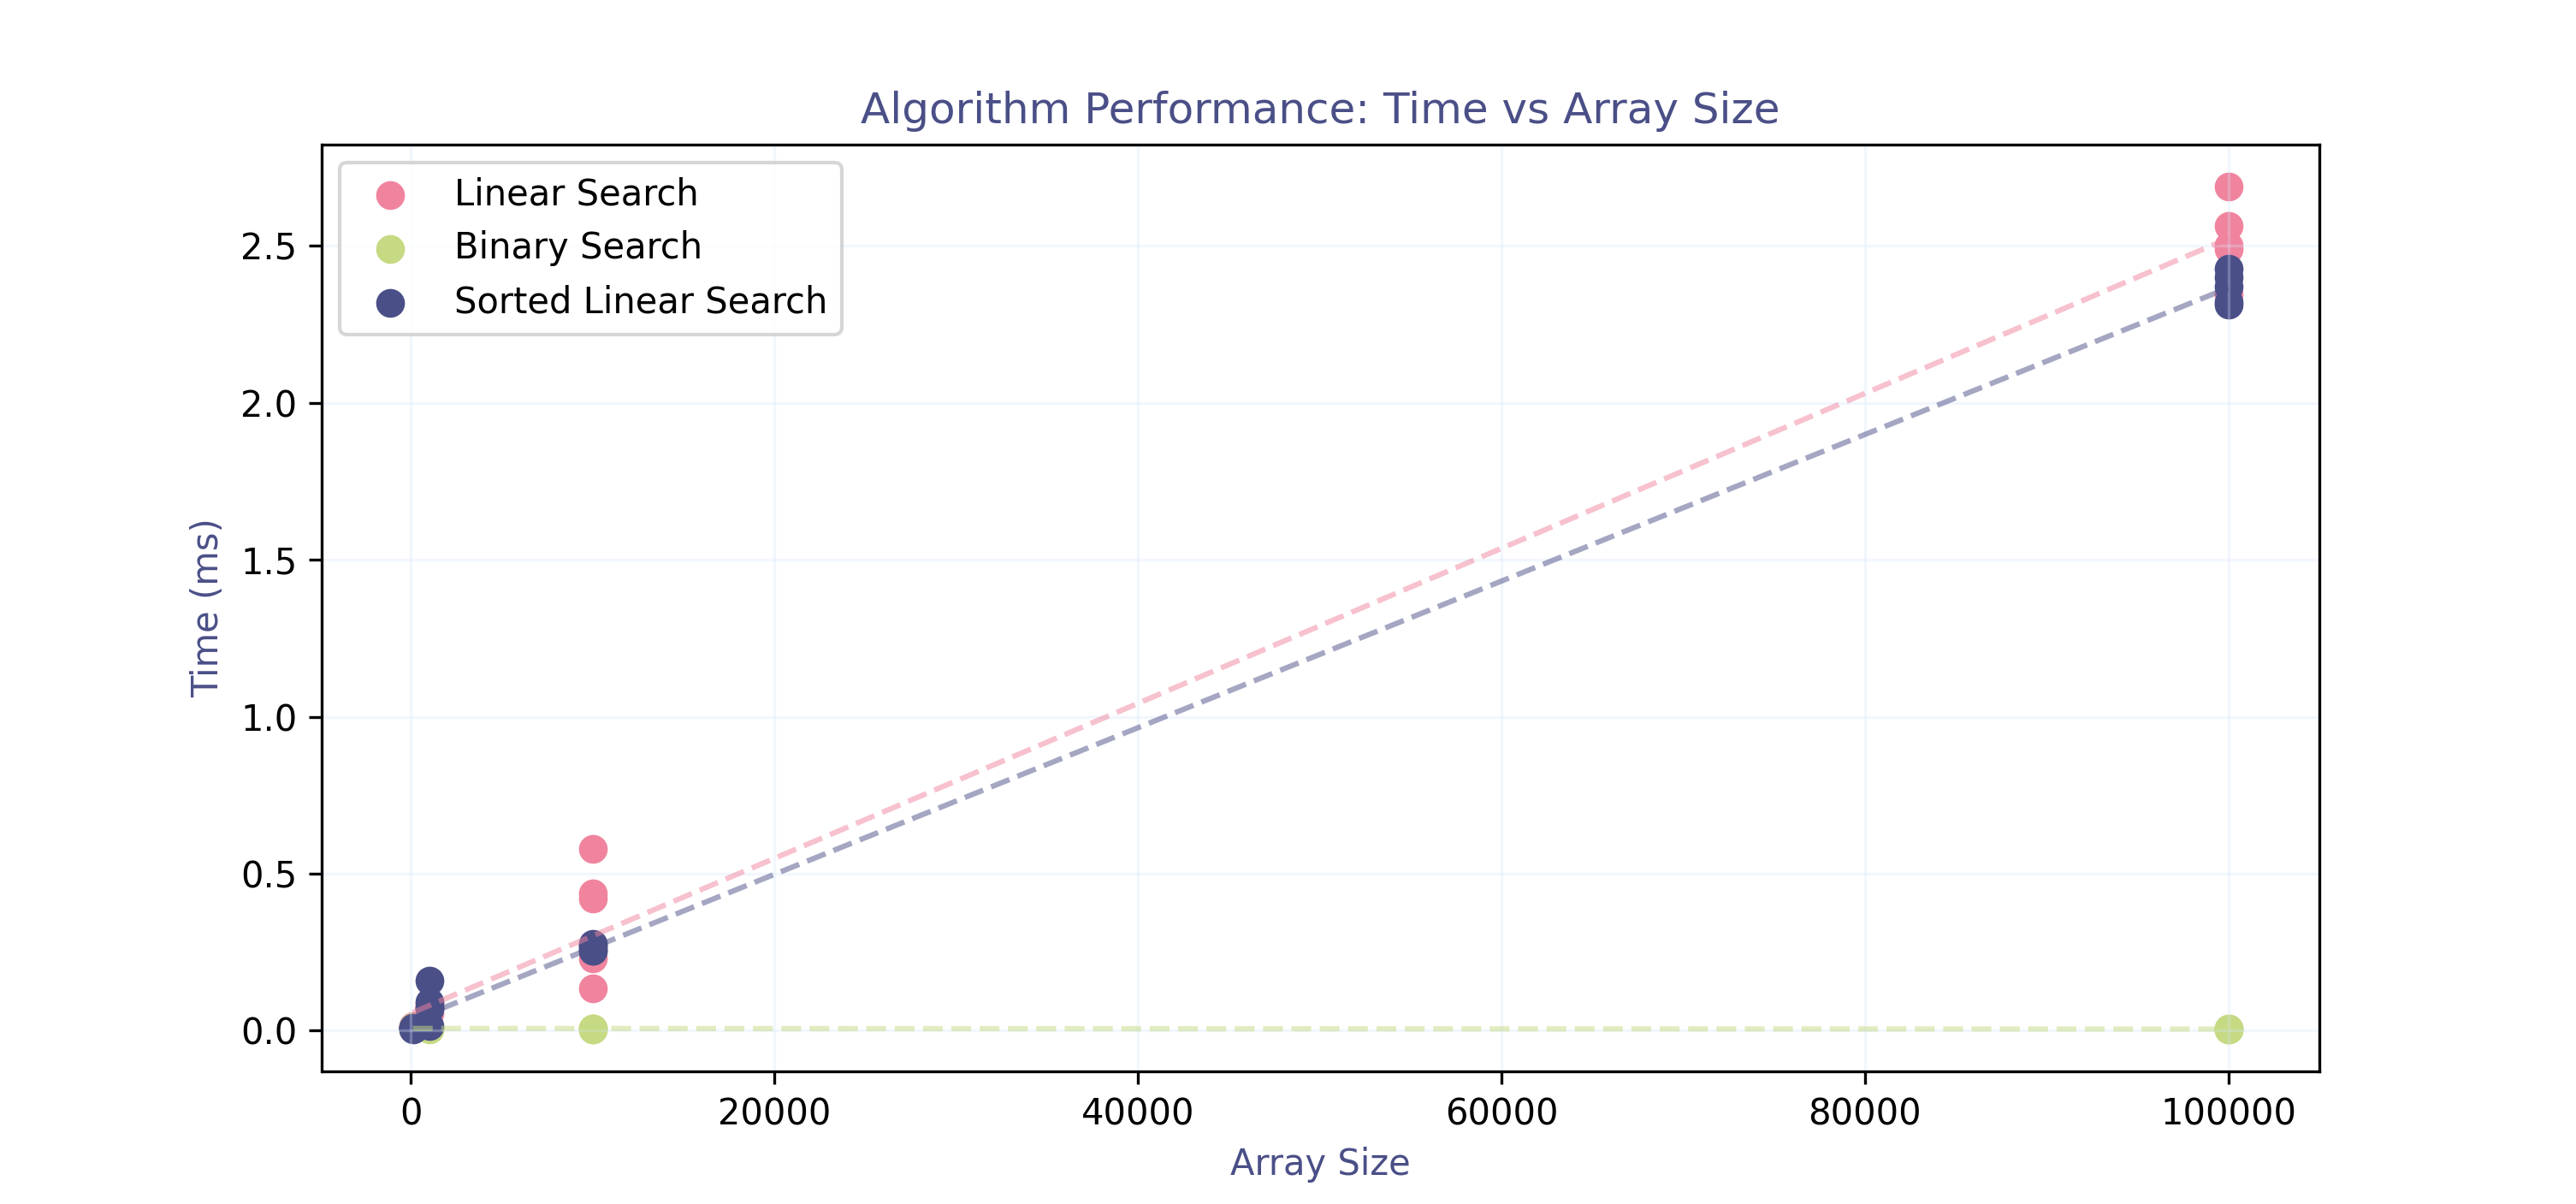 Algorithm Performance: Time vs Array Size
Linear Search
Binary Search
Sorted Linear Search
Time (ms)
2.5
2.0
1.5
1.0
0.5
0.0
0
20000
40000
60000
80000
100000
Array Size